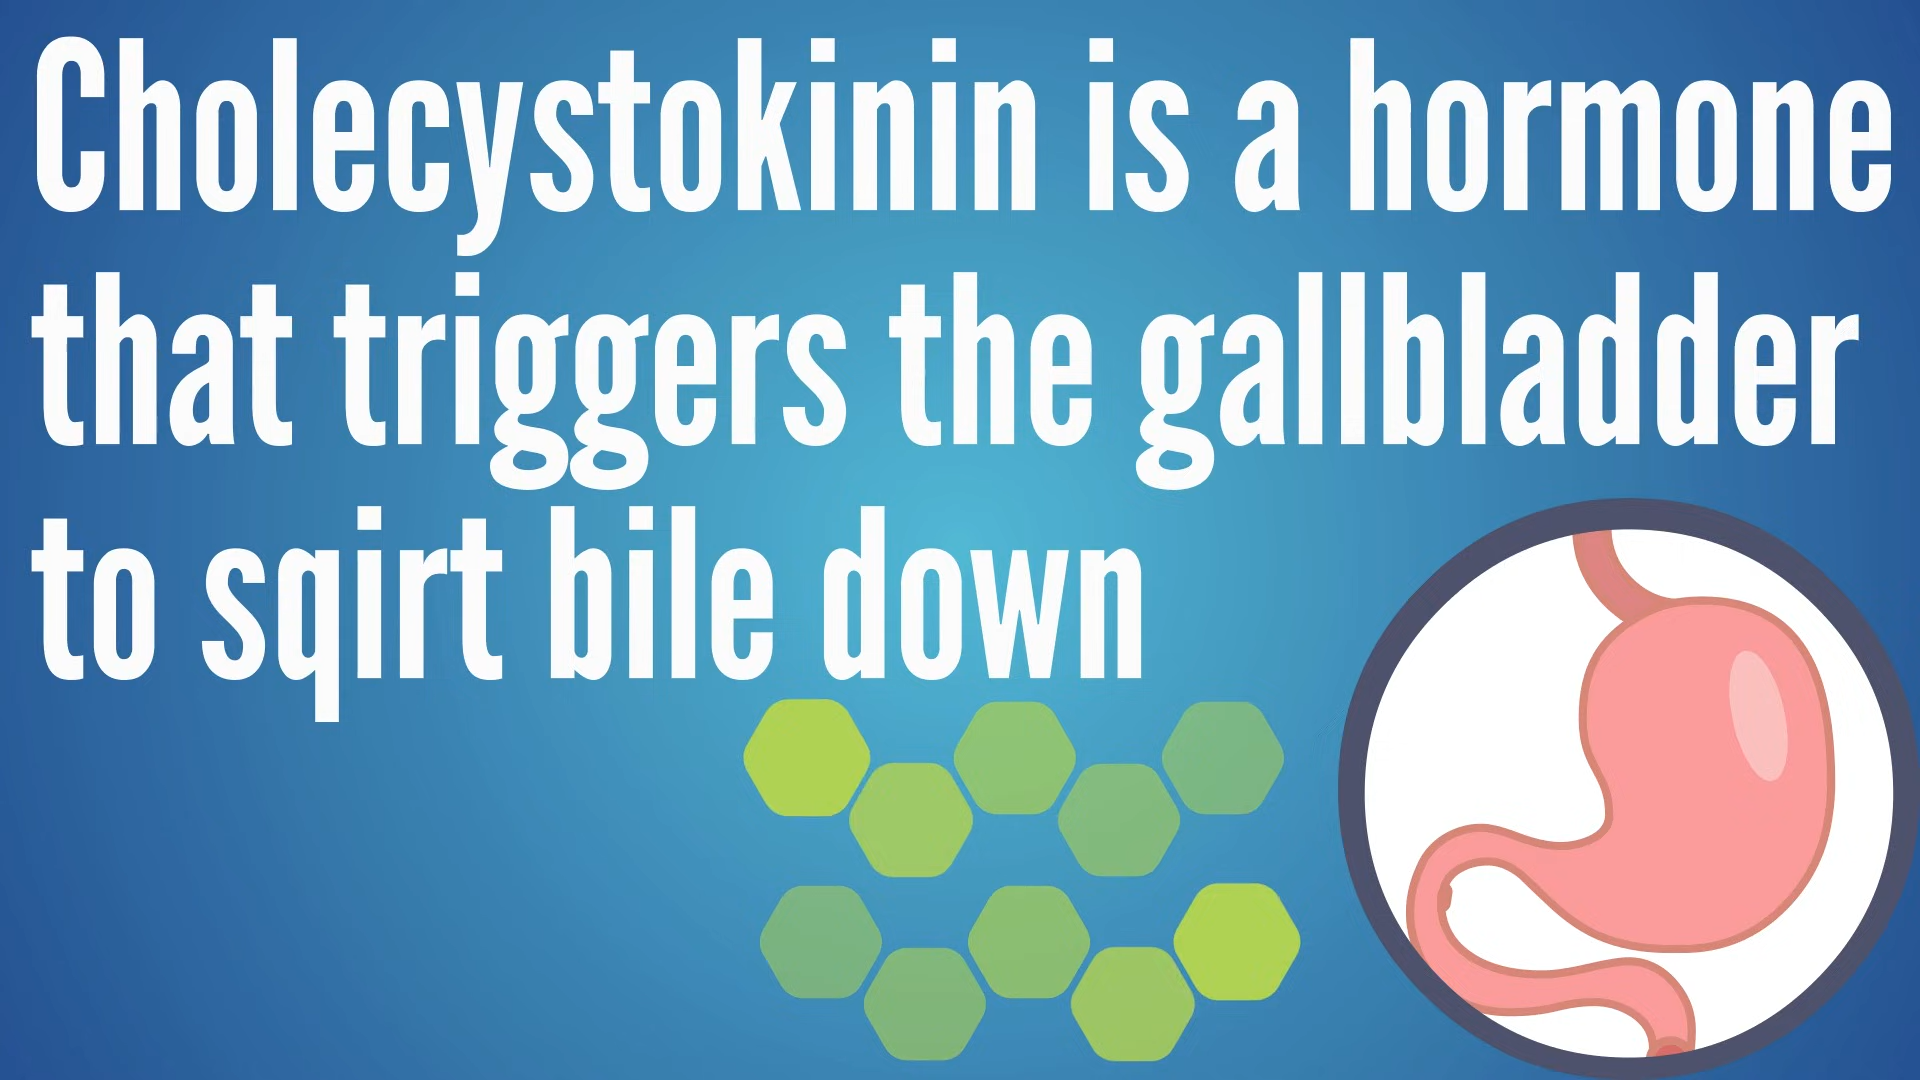 Cholecystokinin is a hormone
that triggers the gallbladder
to sqirt bile down